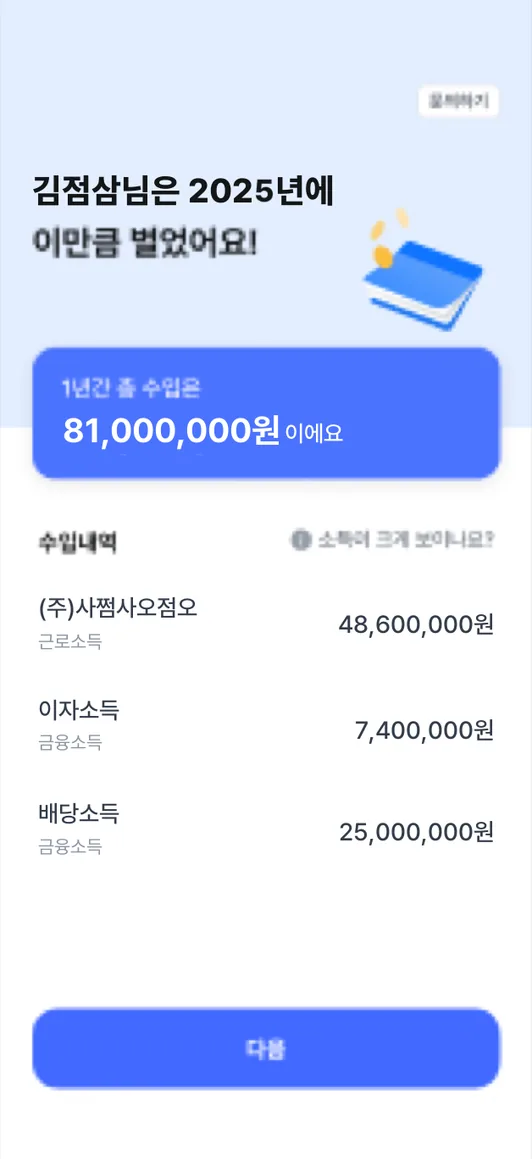 문의하기
김점삼님은 2025년에
이만큼 벌었어요!
1년간 총 수입은
81,000,000원 이에요
수입내역
소득이 크게 보이나요?
(주)사쩜사오점오
48,600,000원
근로소득
이자소득
7,400,000원
금융소득
배당소득
25,000,000원
금융소득
다음